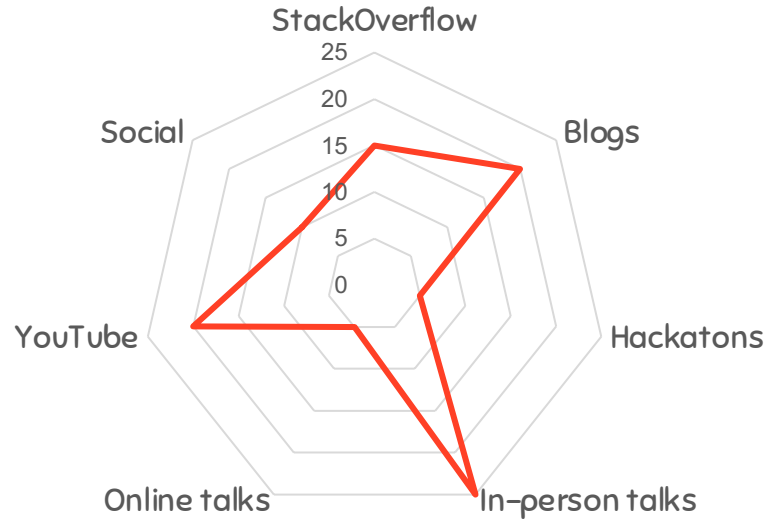 StackOverflow
25
20
15
10
5
0
Social
Blogs
YouTube
Hackatons
Online talks
In-person talks